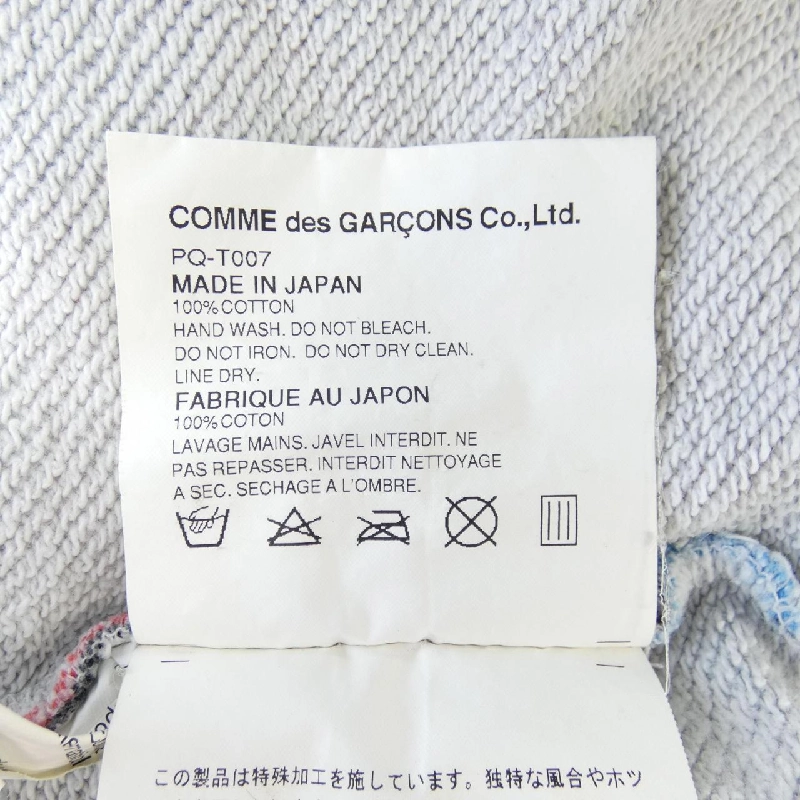 COMME des GARÇONS Co.,Ltd.
PQ-T007
MADE IN JAPAN
100% COTTON
HAND WASH. DO NOT BLEACH.
DO NOT IRON. DO NOT DRY CLEAN.
LINE DRY.
FABRIQUE AU JAPON
100% COTON
LAVAGE MAINS. JAVEL INTERDIT. NE
PAS REPASSER. INTERDIT NETTOYAGE
A SEC. SECHAGE A L'OMBRE.
この製品は特殊加工を施しています。独特な風合やホツ